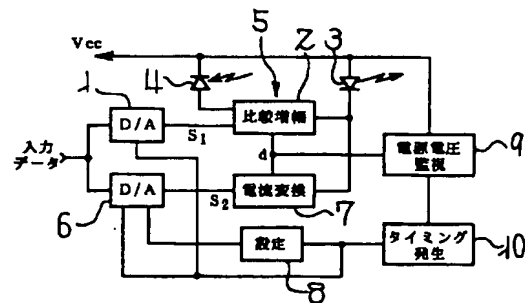 Vcc
5
2
3
4
1
D/A
S1
比較増幅
入力
データ
d
電源電圧
監視
9
D/A
S2
電流変換
6
7
設定
8
タイミング
発生
10